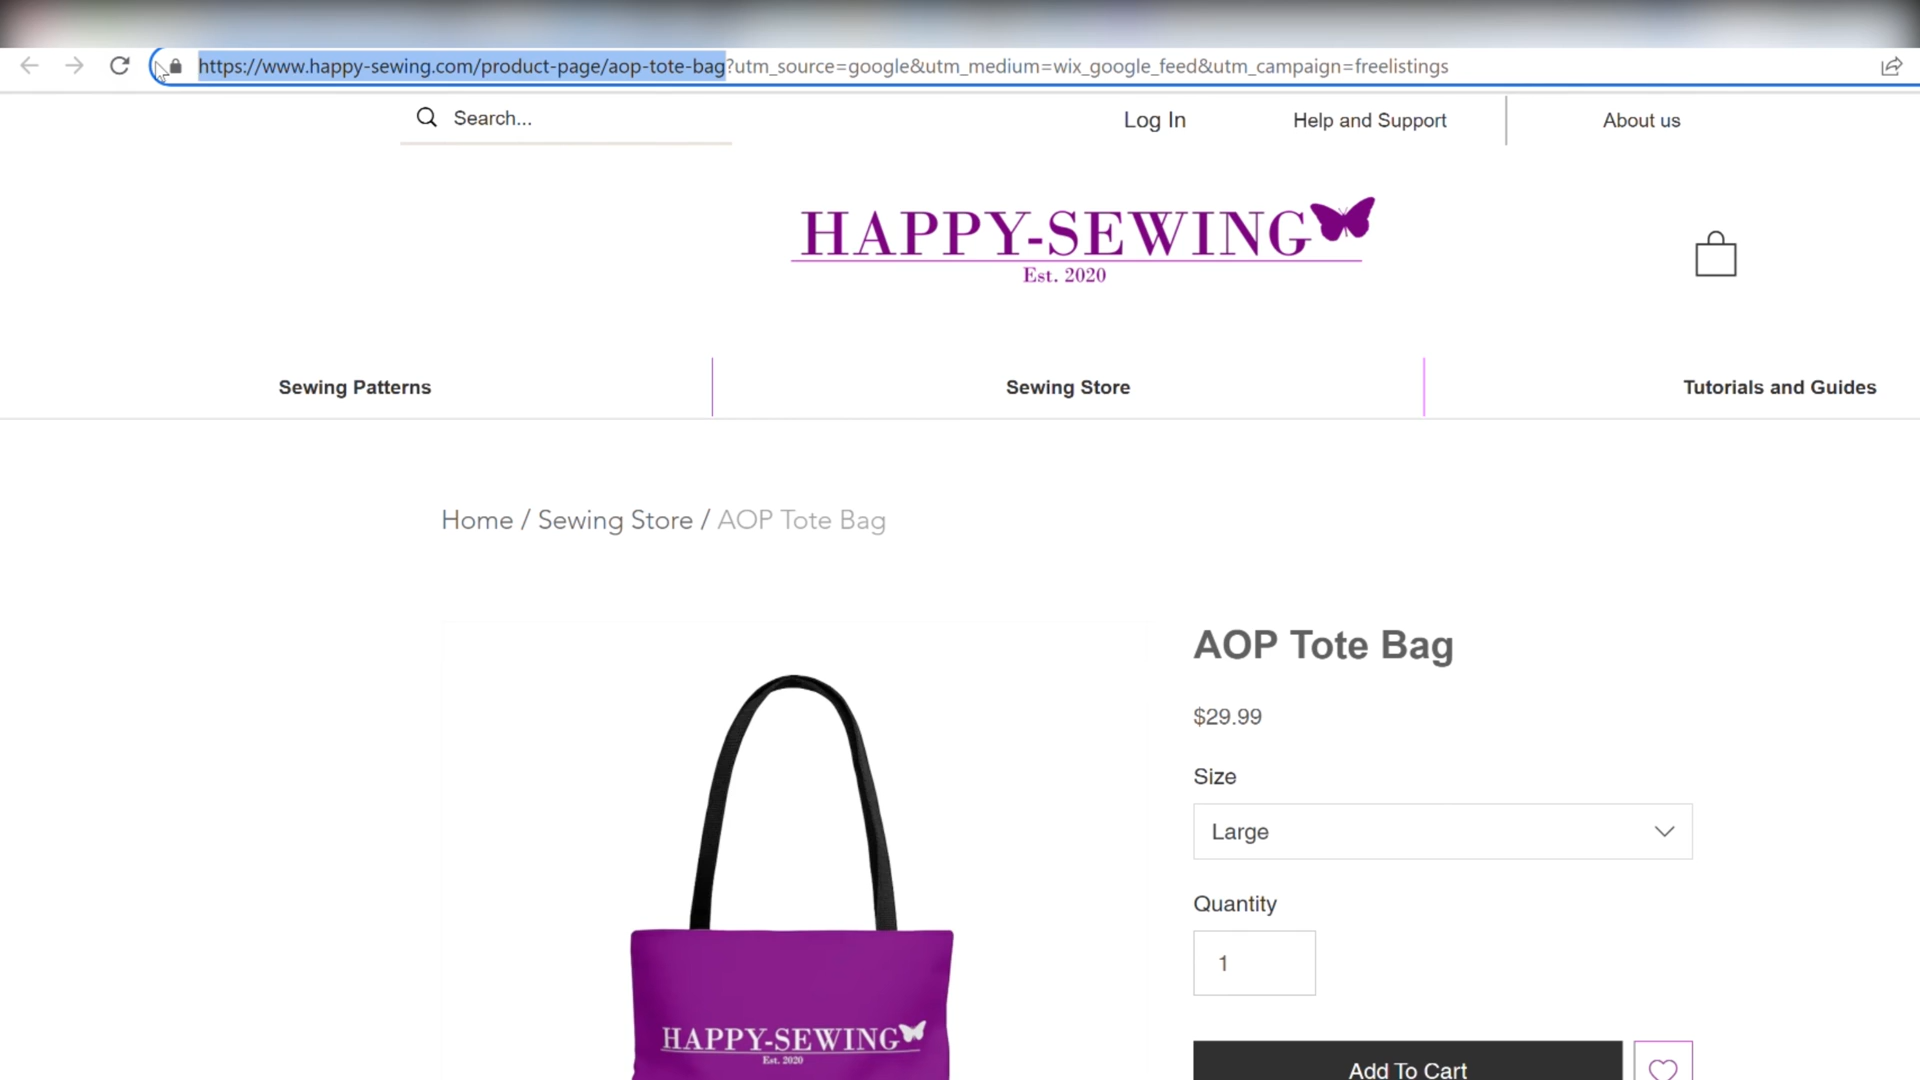 https://www.happy-sewing.com/product-page/aop-tote-bag?utm_source=google&utm_medium=wix_google_feed&utm_campaign=freelistings
Search...
Log In
Help and Support
About us
HAPPY-SEWING
Est. 2020
Sewing Patterns
Sewing Store
Tutorials and Guides
Home / Sewing Store / AOP Tote Bag
AOP Tote Bag
$29.99
Size
Large
Quantity
1
HAPPY-SEWING
Est. 2020
Add To Cart